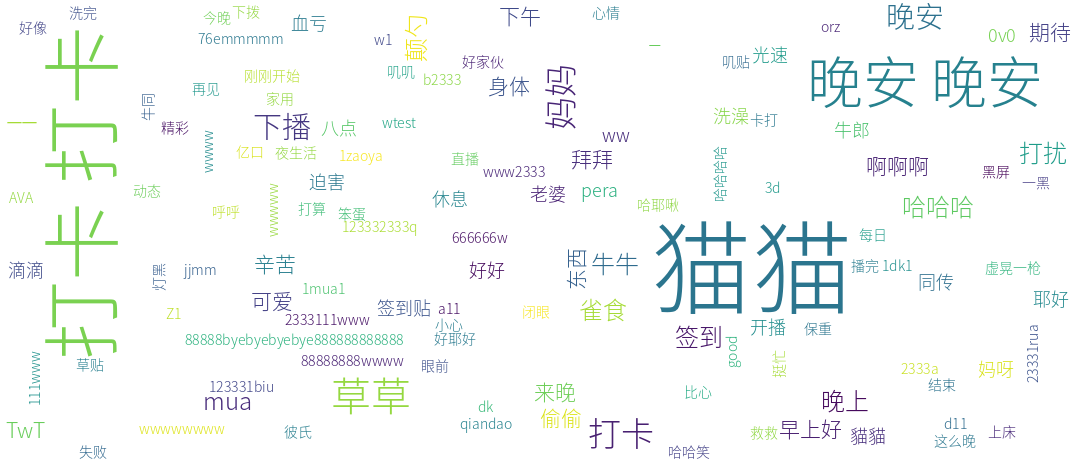 洗完
今晚 下拨
好像
76emmmmm
血亏
w1
颠勺
下午
心情
一
orz
晚安
0v0
期待
打卡 打卡
刚刚开始
家用
再见
叽叽
b2333
好家伙
身体
妈妈
叽贴
光速
晚安 晚安
一一
牛同
精彩
wwww
下播
八点
wtest
ww
洗澡
卡打
牛郎
打扰
亿口
夜生活
1zaoya
直播
www2333
拜拜
哈哈哈哈
啊啊啊
黑屏
一黑
AVA
动态
迫害
呼呼
wwwww
打算
笨蛋
123332333q
休息
老婆
pera
哈耶啾
3d
哈哈哈
666666w
猫猫
每日
滴滴
灯黑
jjmm
辛苦
好好
东西
牛牛
播完
1dk1
同传
虚晃一枪
可爱
1mua1
签到贴
a11
闭眼
雀食
耶好
Z1
2333111www
小心
好耶好
签到
开播
保重
88888byebyebyebye888888888888
草贴
88888888wwww
眼前
good
挺忙
2333a
妈呀
23331rua
111www
123331biu
mua
草草
来晚
比心
结束
晚上
TwT
wwwwwwww
彼氏
dk
qiandao
偷偷
打卡
救救
早上好
貓貓
d11
这么晚
上床
失败
哈哈笑